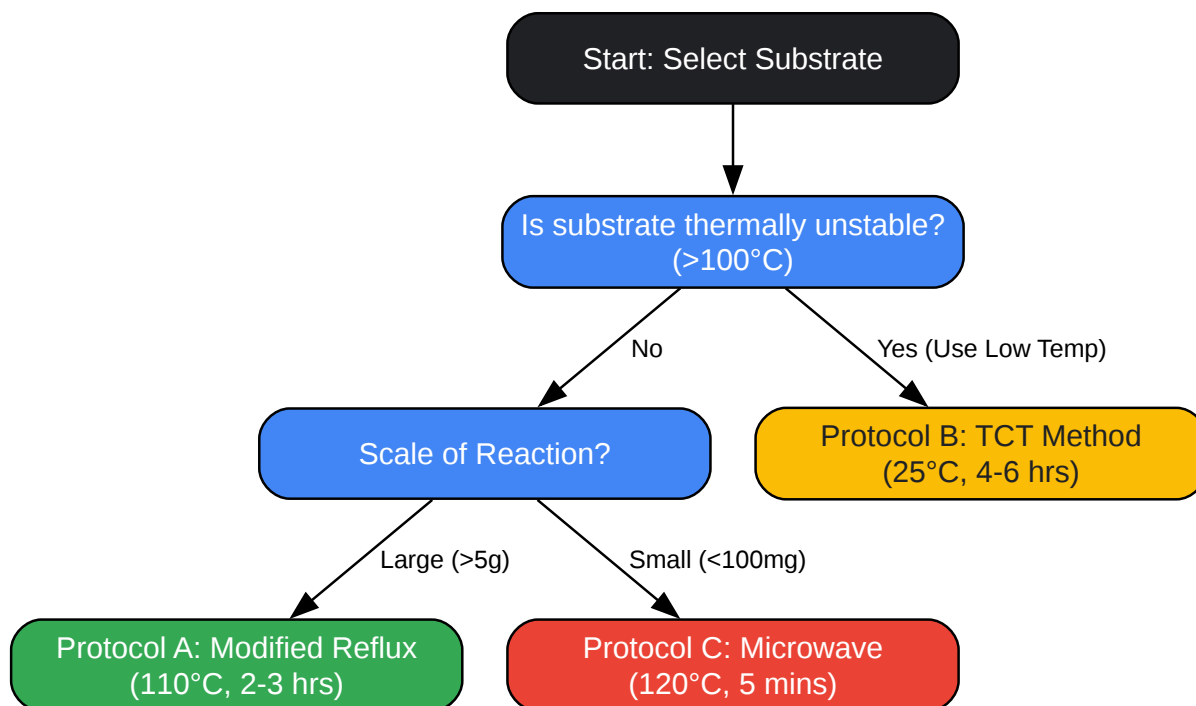 Start: Select Substrate
Is substrate thermally unstable?
(>100°C)
No
Yes (Use Low Temp)
Scale of Reaction?
Protocol B: TCT Method
(25°C, 4-6 hrs)
Large (>5g)
Small (<100mg)
Protocol A: Modified Reflux
(110°C, 2-3 hrs)
Protocol C: Microwave
(120°C, 5 mins)